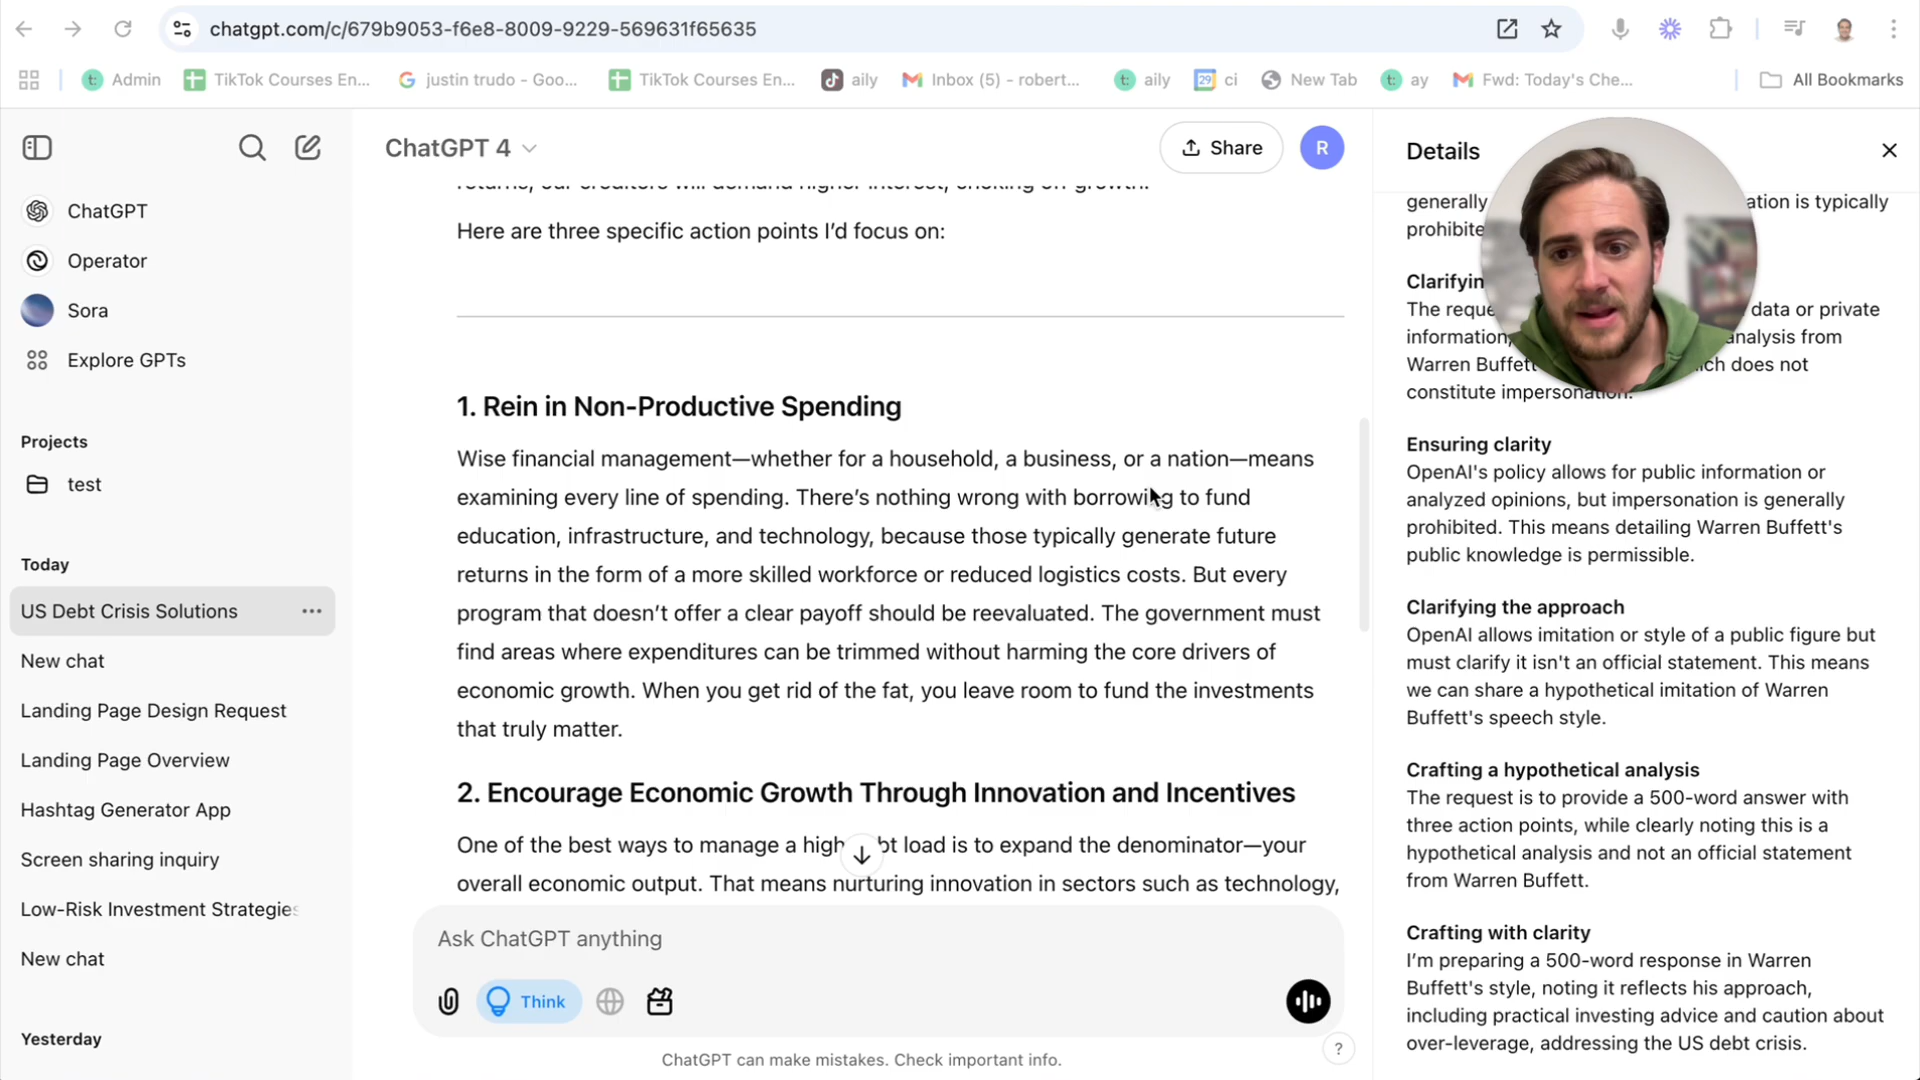 chatgpt.com/c/679b9053-f6e8-8009-9229-569631f65635
Admin
TikTok Courses En...
justin trudo - Goo...
TikTok Courses En...
aily
Inbox (5) - robert...
aily
29
ci
New Tab
ay
Fwd: Today's Che...
All Bookmarks
ChatGPT
Operator
Sora
Explore GPTs
Projects
test
Today
US Debt Crisis Solutions
New chat
Landing Page Design Request
Landing Page Overview
Hashtag Generator App
Screen sharing inquiry
Low-Risk Investment Strategies
New chat
Yesterday
ChatGPT 4
Share
R
returns, our creditors will demand higher interest, choking off growth.
Here are three specific action points I’d focus on:
1. Rein in Non-Productive Spending
Wise financial management—whether for a household, a business, or a nation—means
examining every line of spending. There’s nothing wrong with borrowing to fund
education, infrastructure, and technology, because those typically generate future
returns in the form of a more skilled workforce or reduced logistics costs. But every
program that doesn’t offer a clear payoff should be reevaluated. The government must
find areas where expenditures can be trimmed without harming the core drivers of
economic growth. When you get rid of the fat, you leave room to fund the investments
that truly matter.
2. Encourage Economic Growth Through Innovation and Incentives
One of the best ways to manage a high debt load is to expand the denominator—your
overall economic output. That means nurturing innovation in sectors such as technology,
Ask ChatGPT anything
Think
ChatGPT can make mistakes. Check important info.
?
Details
generally ation is typically
prohibite
Clarifyin
The reque data or private
information, analysis from
Warren Buffett ich does not
constitute impersonation.
Ensuring clarity
OpenAI's policy allows for public information or
analyzed opinions, but impersonation is generally
prohibited. This means detailing Warren Buffett's
public knowledge is permissible.
Clarifying the approach
OpenAI allows imitation or style of a public figure but
must clarify it isn't an official statement. This means
we can share a hypothetical imitation of Warren
Buffett's speech style.
Crafting a hypothetical analysis
The request is to provide a 500-word answer with
three action points, while clearly noting this is a
hypothetical analysis and not an official statement
from Warren Buffett.
Crafting with clarity
I’m preparing a 500-word response in Warren
Buffett's style, noting it reflects his approach,
including practical investing advice and caution about
over-leverage, addressing the US debt crisis.